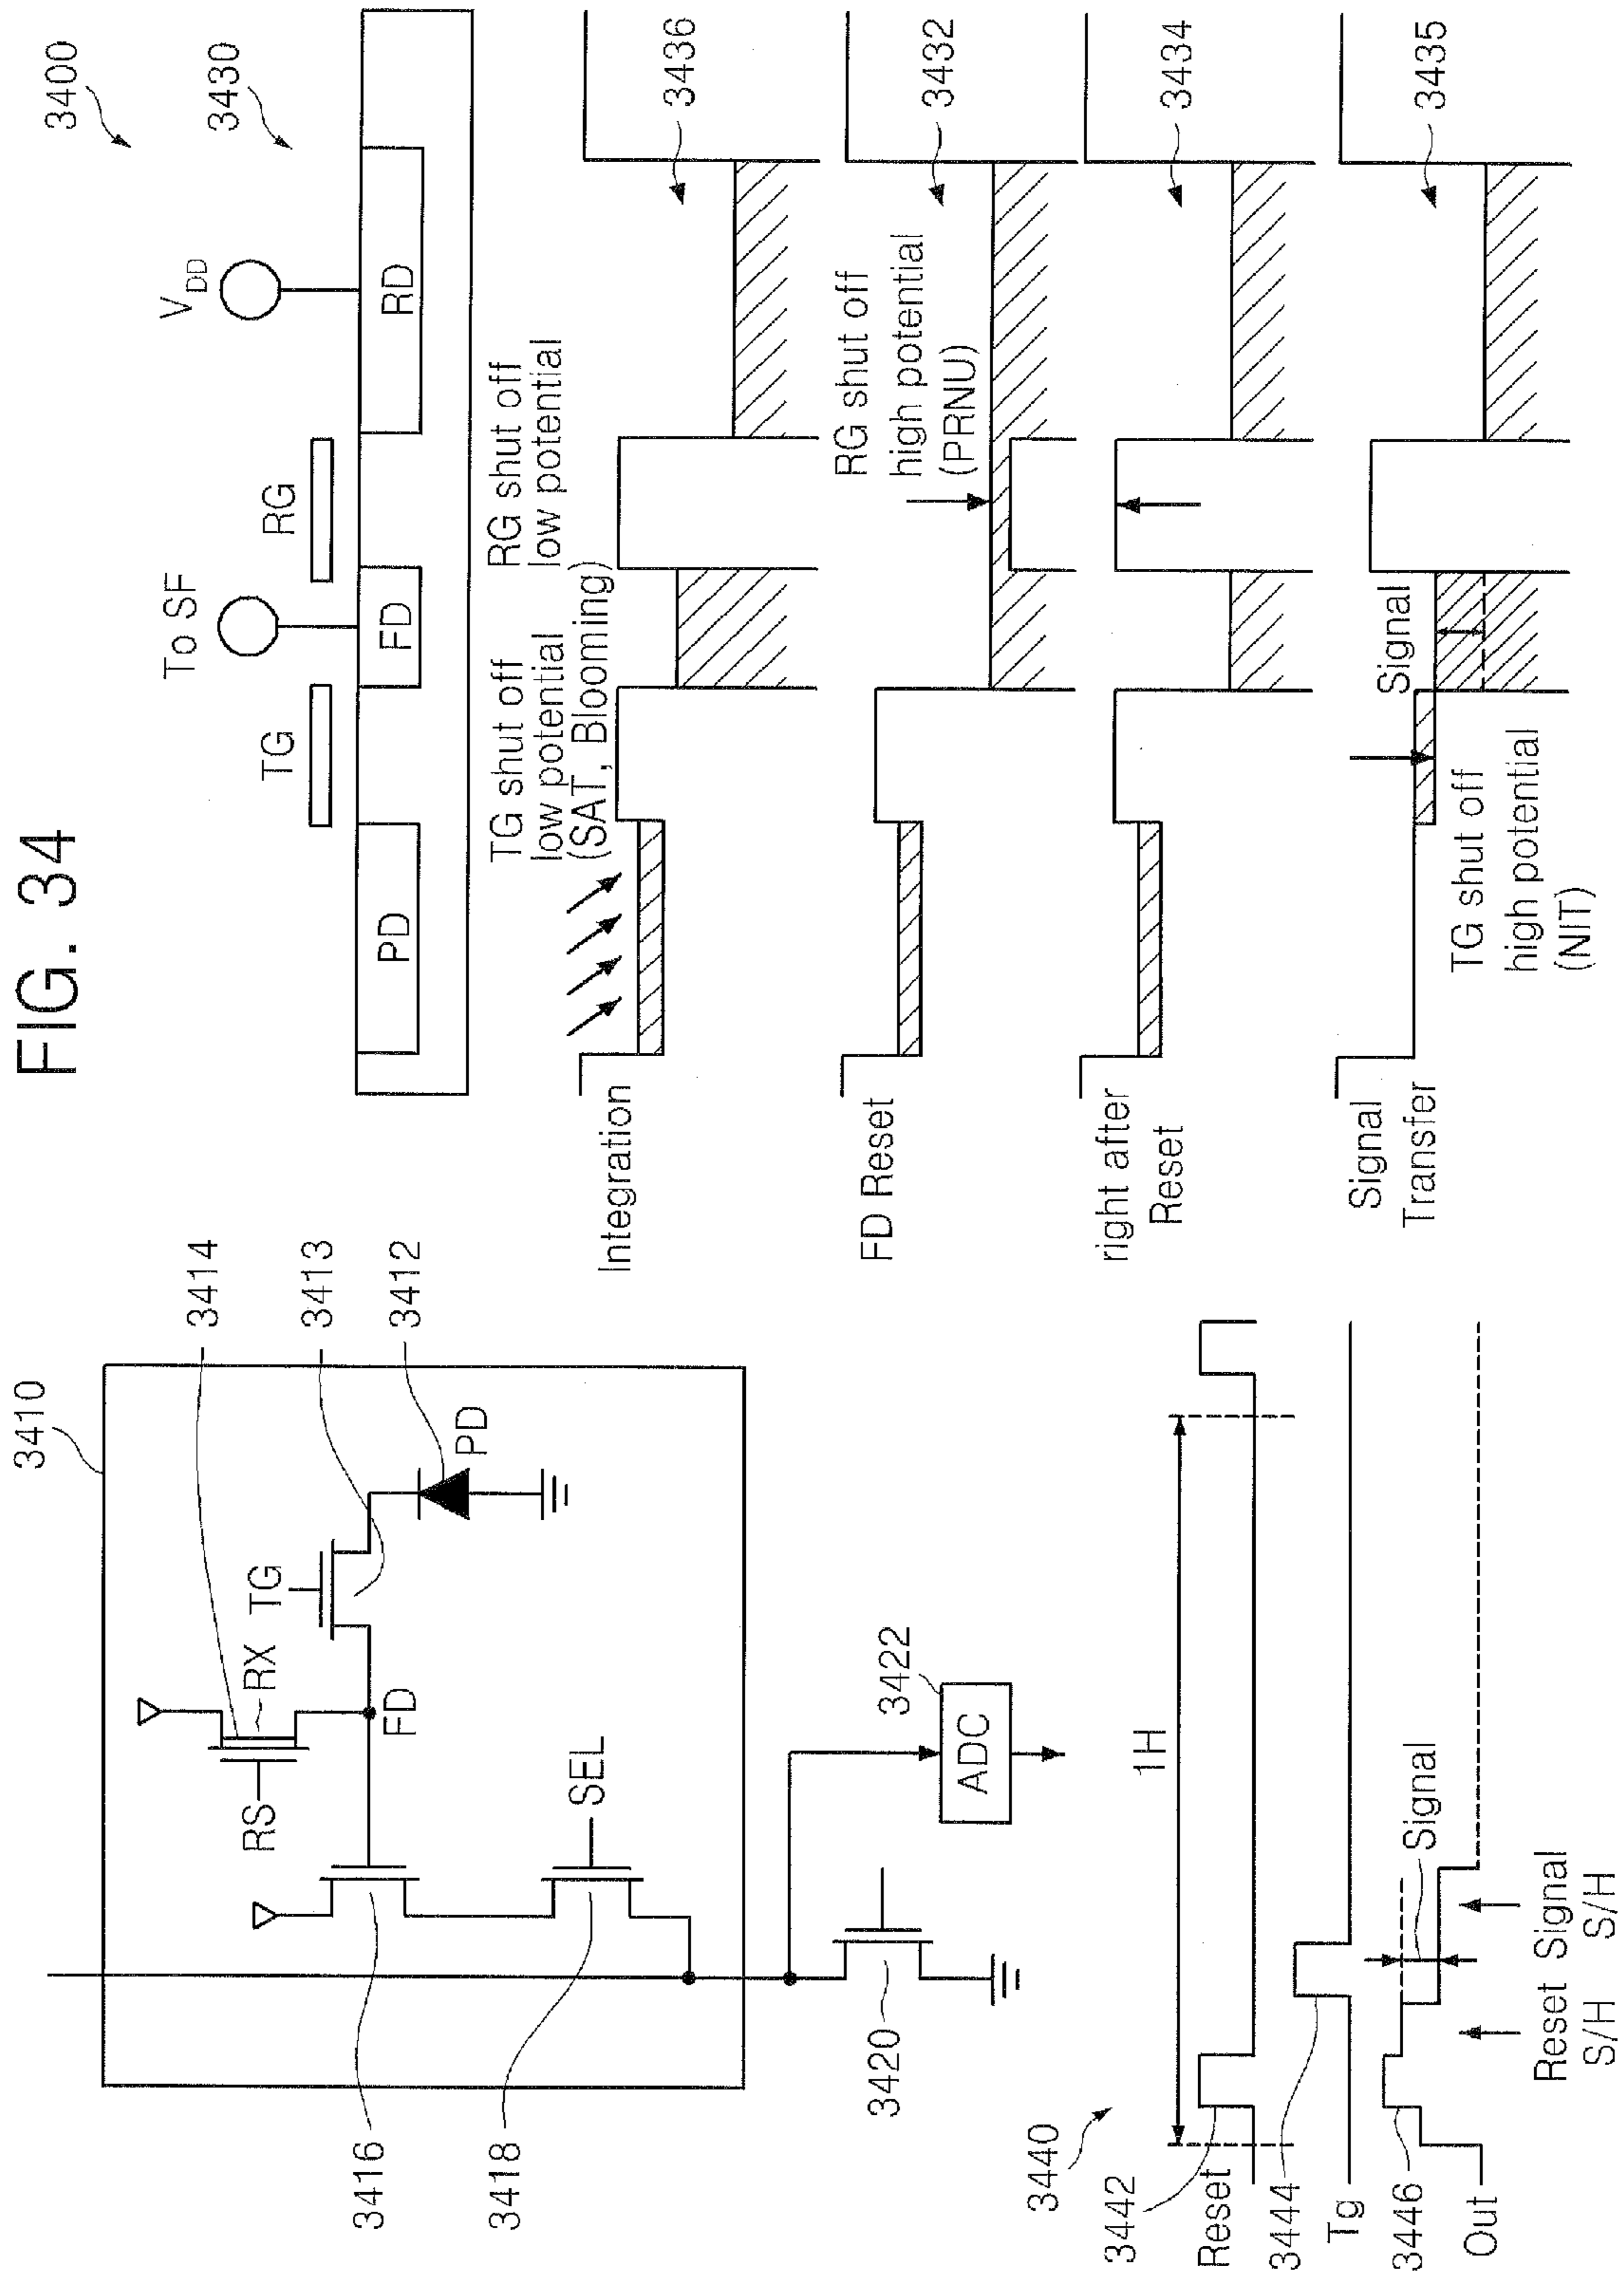 FIG. 34
3400
3410
3414
3413
3412
RS
RX
TG
FD
PD
SEL
3416
3418
3420
3422
ADC
3430
To SF
V DD
TG
RG
PD
FD
RD
TG shut off
low potential
(SAT, Blooming)
RG shut off
low potential
Integration
3436
RG shut off
high potential
(PRNU)
FD Reset
3432
right after
Reset
3434
Signal
Signal
Transfer
3435
TG shut off
high potential
(NIT)
3440
1H
3442
Reset
3444
Tg
3446
Out
Signal
Reset
S/H
Signal
S/H